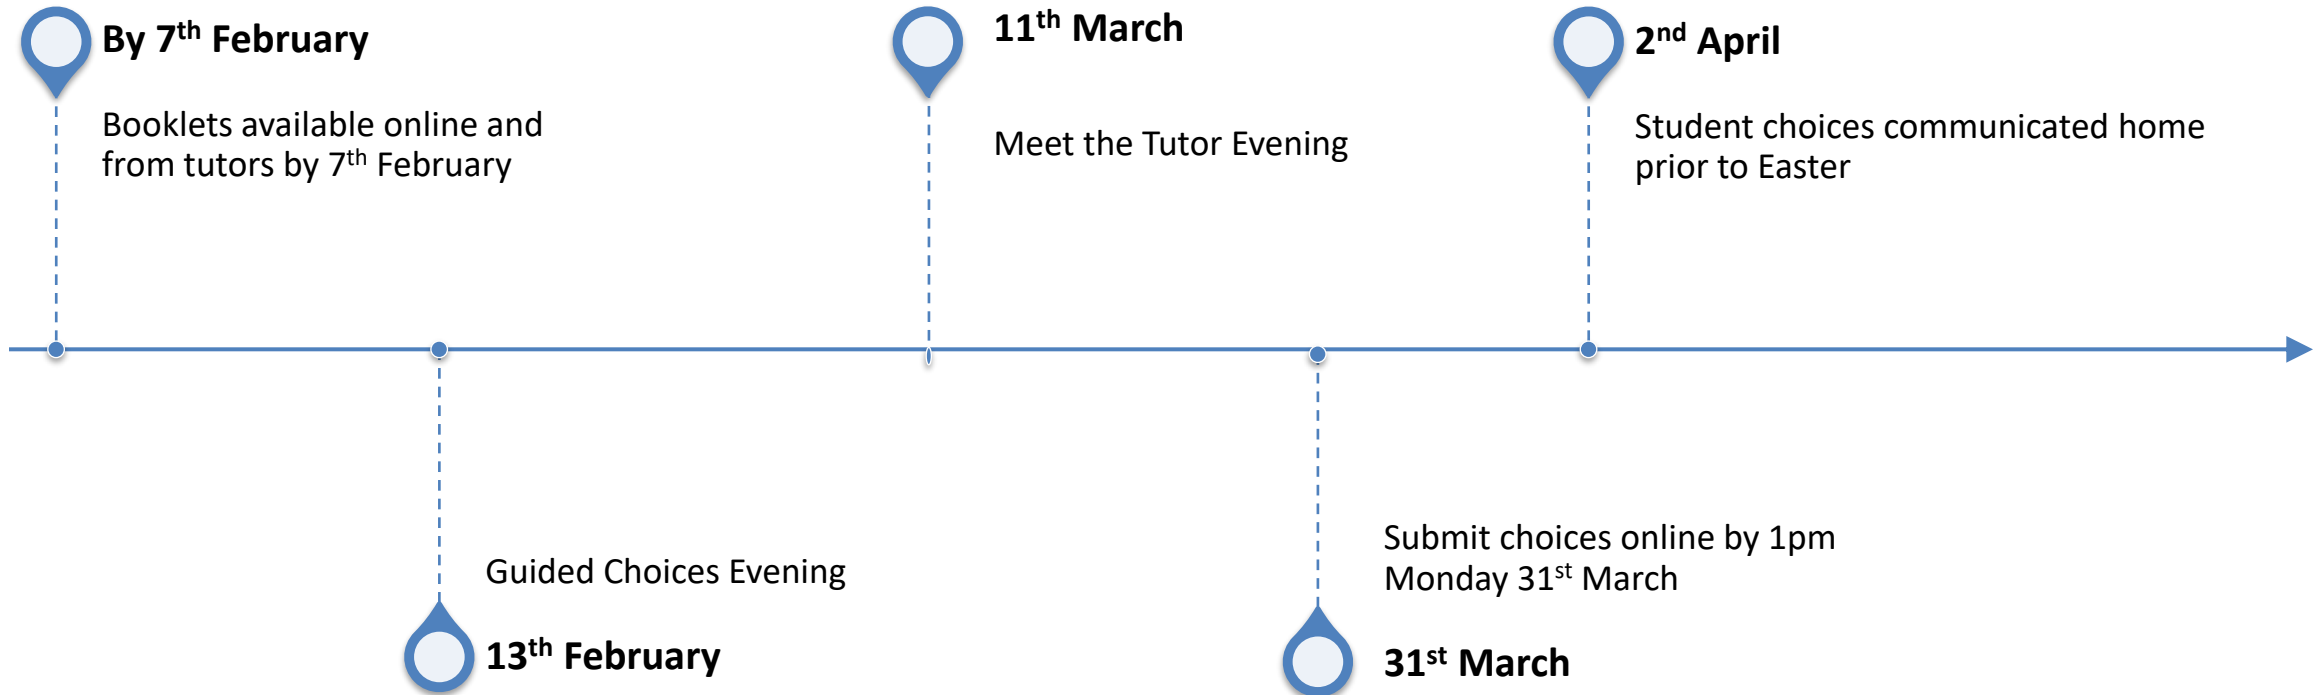 By 7th February
Booklets available online and
from tutors by 7th February
Guided Choices Evening
13th February
11th March
Meet the Tutor Evening
Submit choices online by 1pm
Monday 31st March
31st March
2nd April
Student choices communicated home
prior to Easter